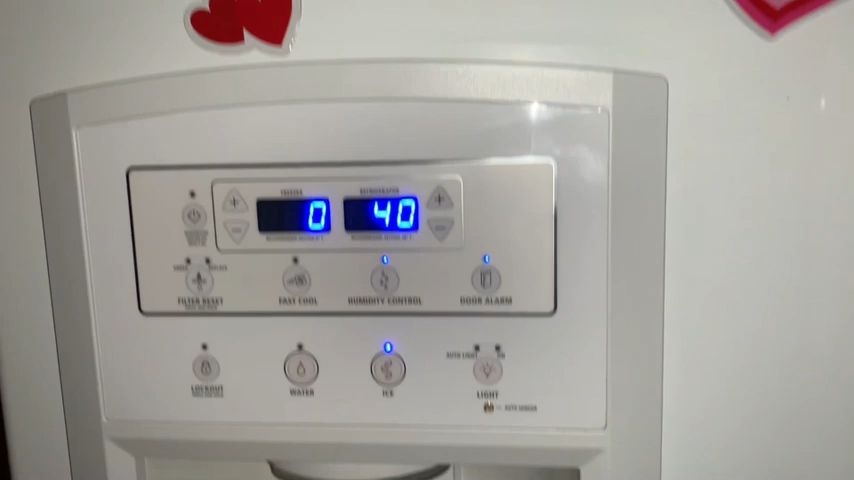 FREEZER REFRIGERATOR
0 40
FILTER RESET FAST COOL HUMIDITY CONTROL DOOR ALARM
AUTO LIGHT ON
LOCKOUT WATER ICE LIGHT
AUTO SENSOR